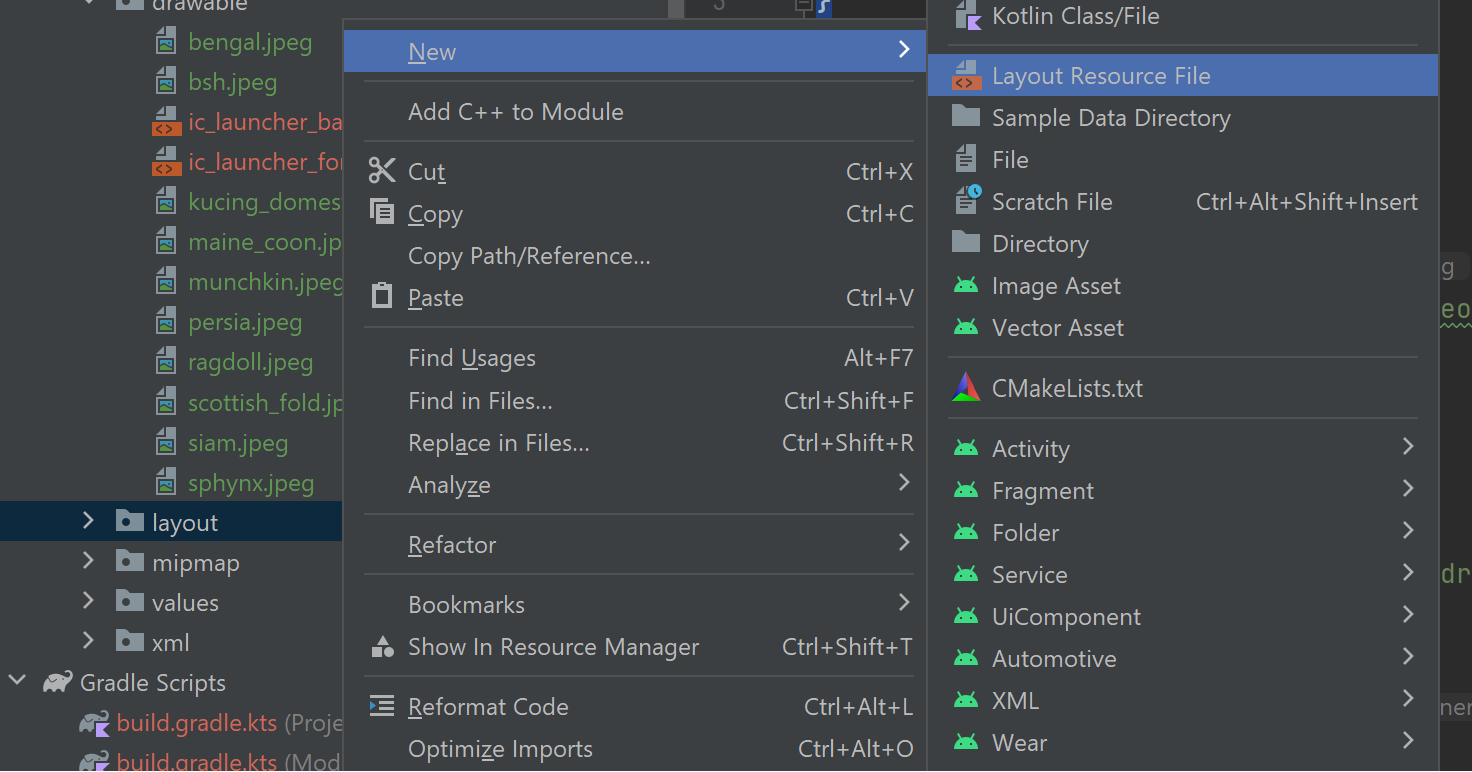 drawable
bengal.jpeg
bsh.jpeg
ic_launcher_ba
ic_launcher_for
kucing_domes
maine_coon.jp
munchkin.jpeg
persia.jpeg
ragdoll.jpeg
scottish_fold.jp
siam.jpeg
sphynx.jpeg
layout
mipmap
values
xml
Gradle Scripts
build.gradle.kts (Proje
build.gradle.kts (Mod
New
Add C++ to Module
Cut Ctrl+X
Copy Ctrl+C
Copy Path/Reference...
Paste Ctrl+V
Find Usages Alt+F7
Find in Files... Ctrl+Shift+F
Replace in Files... Ctrl+Shift+R
Analyze
Refactor
Bookmarks
Show In Resource Manager Ctrl+Shift+T
Reformat Code Ctrl+Alt+L
Optimize Imports Ctrl+Alt+O
Kotlin Class/File
Layout Resource File
Sample Data Directory
File
Scratch File Ctrl+Alt+Shift+Insert
Directory
Image Asset
Vector Asset
CMakeLists.txt
Activity
Fragment
Folder
Service
UiComponent
Automotive
XML
Wear
g
eo
dr
ner